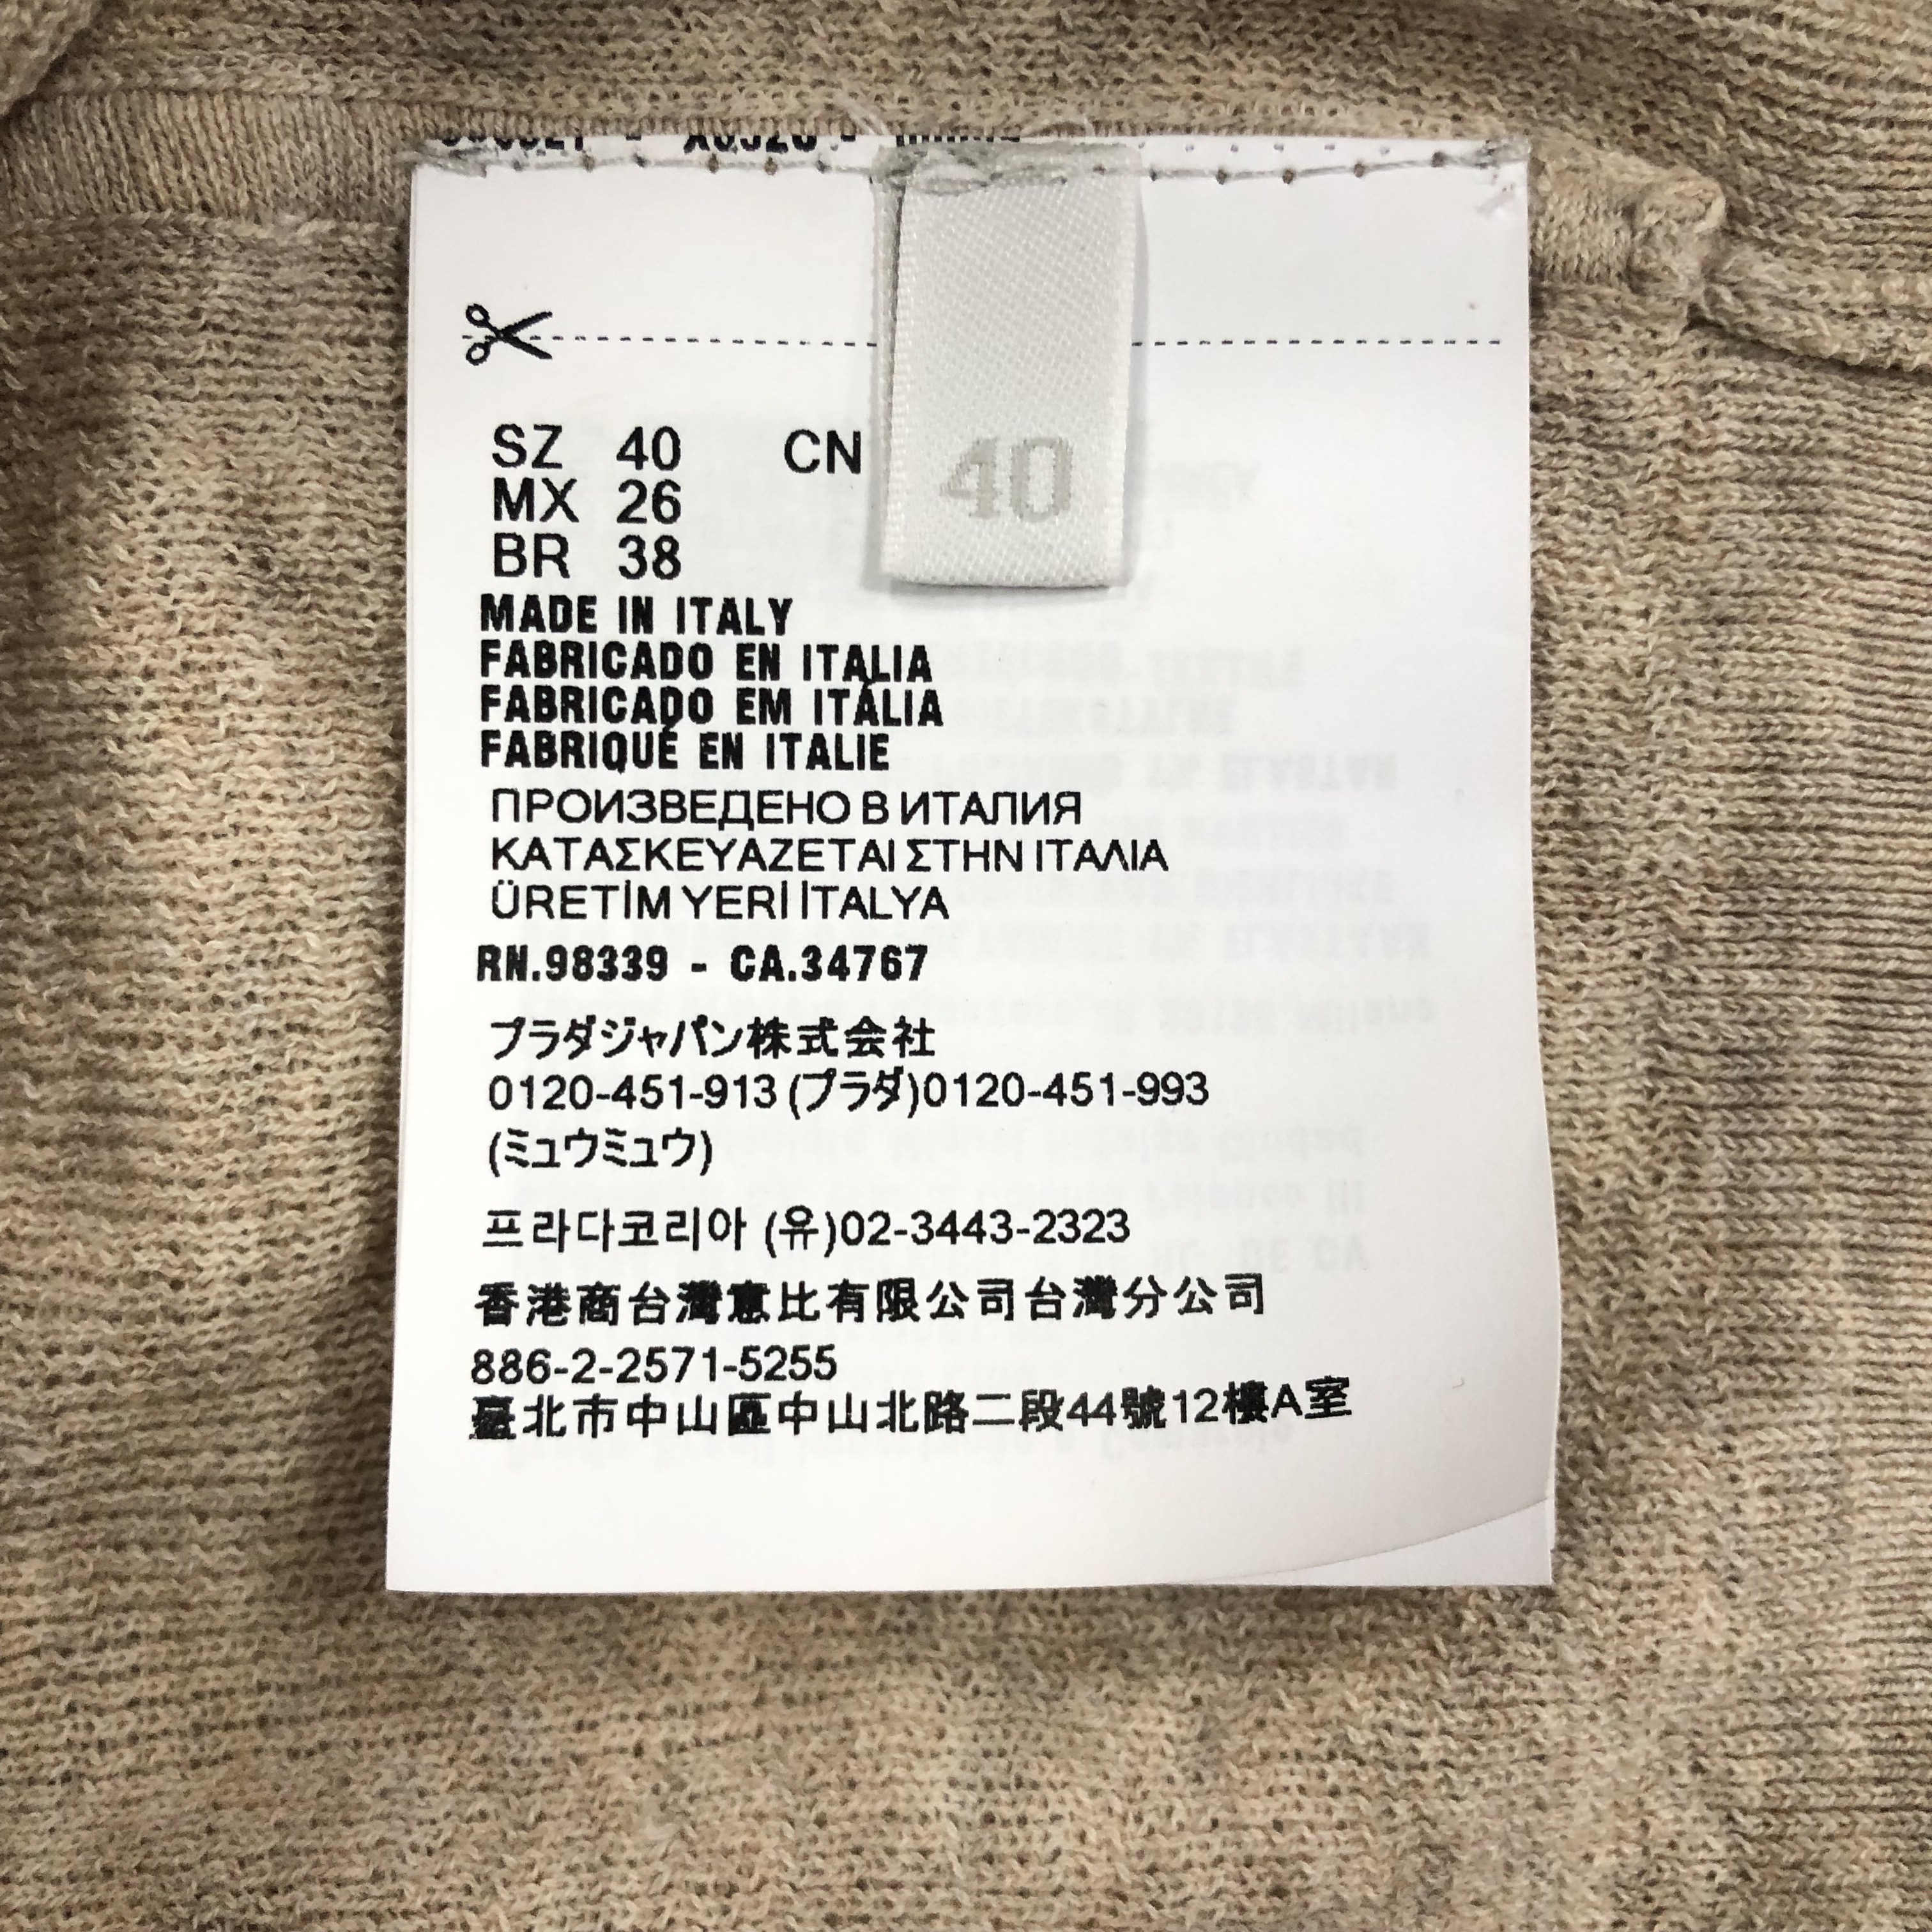 40
SZ 40 CN
MX 26
BR 38
MADE IN ITALY
FABRICADO EN ITALIA
FABRICADO EM ITÁLIA
FABRIQUÉ EN ITALIE
ПРОИЗВЕДЕНО В ИТАЛИЯ
ΚΑΤΑΣΚΕΥΑΖΕΤΑΙ ΣΤΗΝ ΙΤΑΛΙΑ
ÜRETİM YERİ İTALYA
RN.98339 - CA.34767
プラダジャパン株式会社
0120-451-913 (プラダ)0120-451-993
(ミュウミュウ)
프라다코리아 (유)02-3443-2323
香港商台灣意比有限公司台灣分公司
886-2-2571-5255
臺北市中山區中山北路二段44號12樓A室